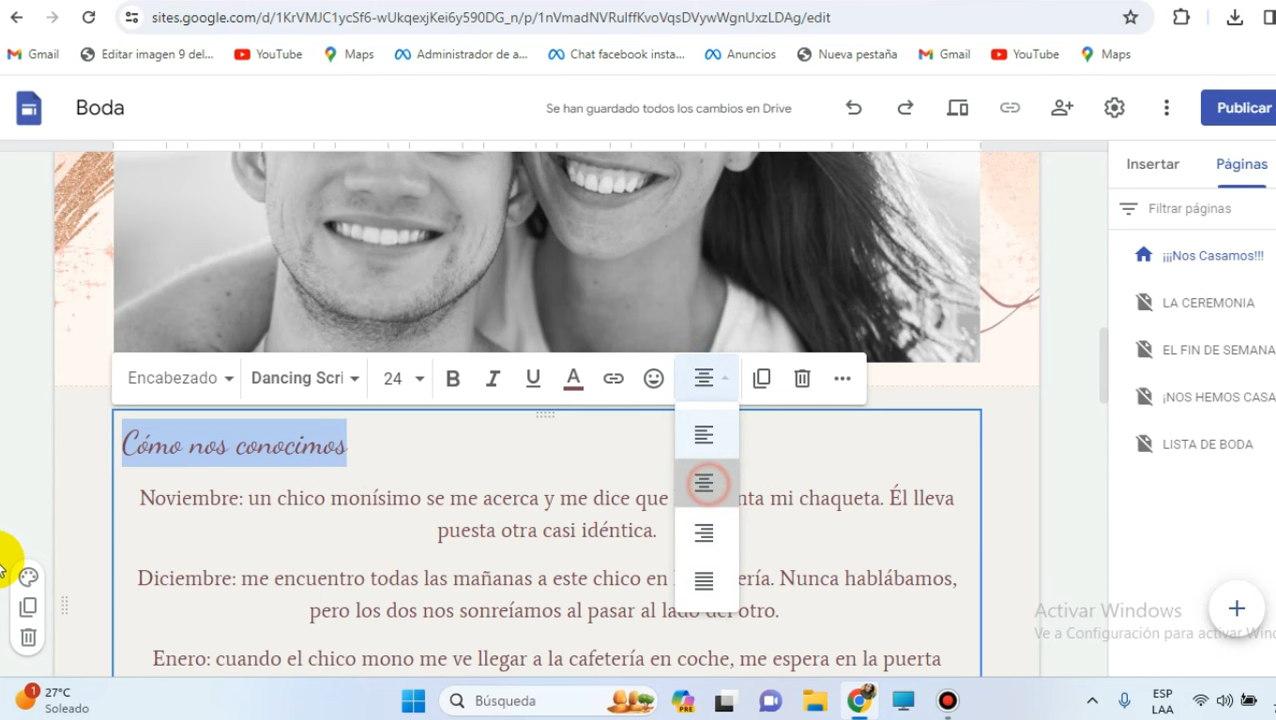 sites.google.com/d/1KrVMJC1ycSf6-wUkqexjKei6y590DG_n/p/1nVmadNVRulffKvoVqsDVywWgnUxzLDAg/edit
Gmail
Editar imagen 9 del...
YouTube
Maps
Administrador de a...
Chat facebook insta...
Anuncios
Nueva pestaña
Gmail
YouTube
Maps
Boda
Se han guardado todos los cambios en Drive
Publicar
Insertar
Páginas
Filtrar páginas
¡¡¡Nos Casamos!!!
LA CEREMONIA
EL FIN DE SEMANA
¡NOS HEMOS CASA
LISTA DE BODA
Encabezado
Dancing Scri
24
B
I
U
A
Cómo nos conocimos
Noviembre: un chico monísimo se me acerca y me dice que nta mi chaqueta. Él lleva
puesta otra casi idéntica.
Diciembre: me encuentro todas las mañanas a este chico en ería. Nunca hablábamos,
pero los dos nos sonreíamos al pasar al lado del otro.
Enero: cuando el chico mono me ve llegar a la cafetería en coche, me espera en la puerta
Activar Windows
Ve a Configuración para activar Wind
1
27°C
Soleado
Búsqueda
PRE
ESP
LAA